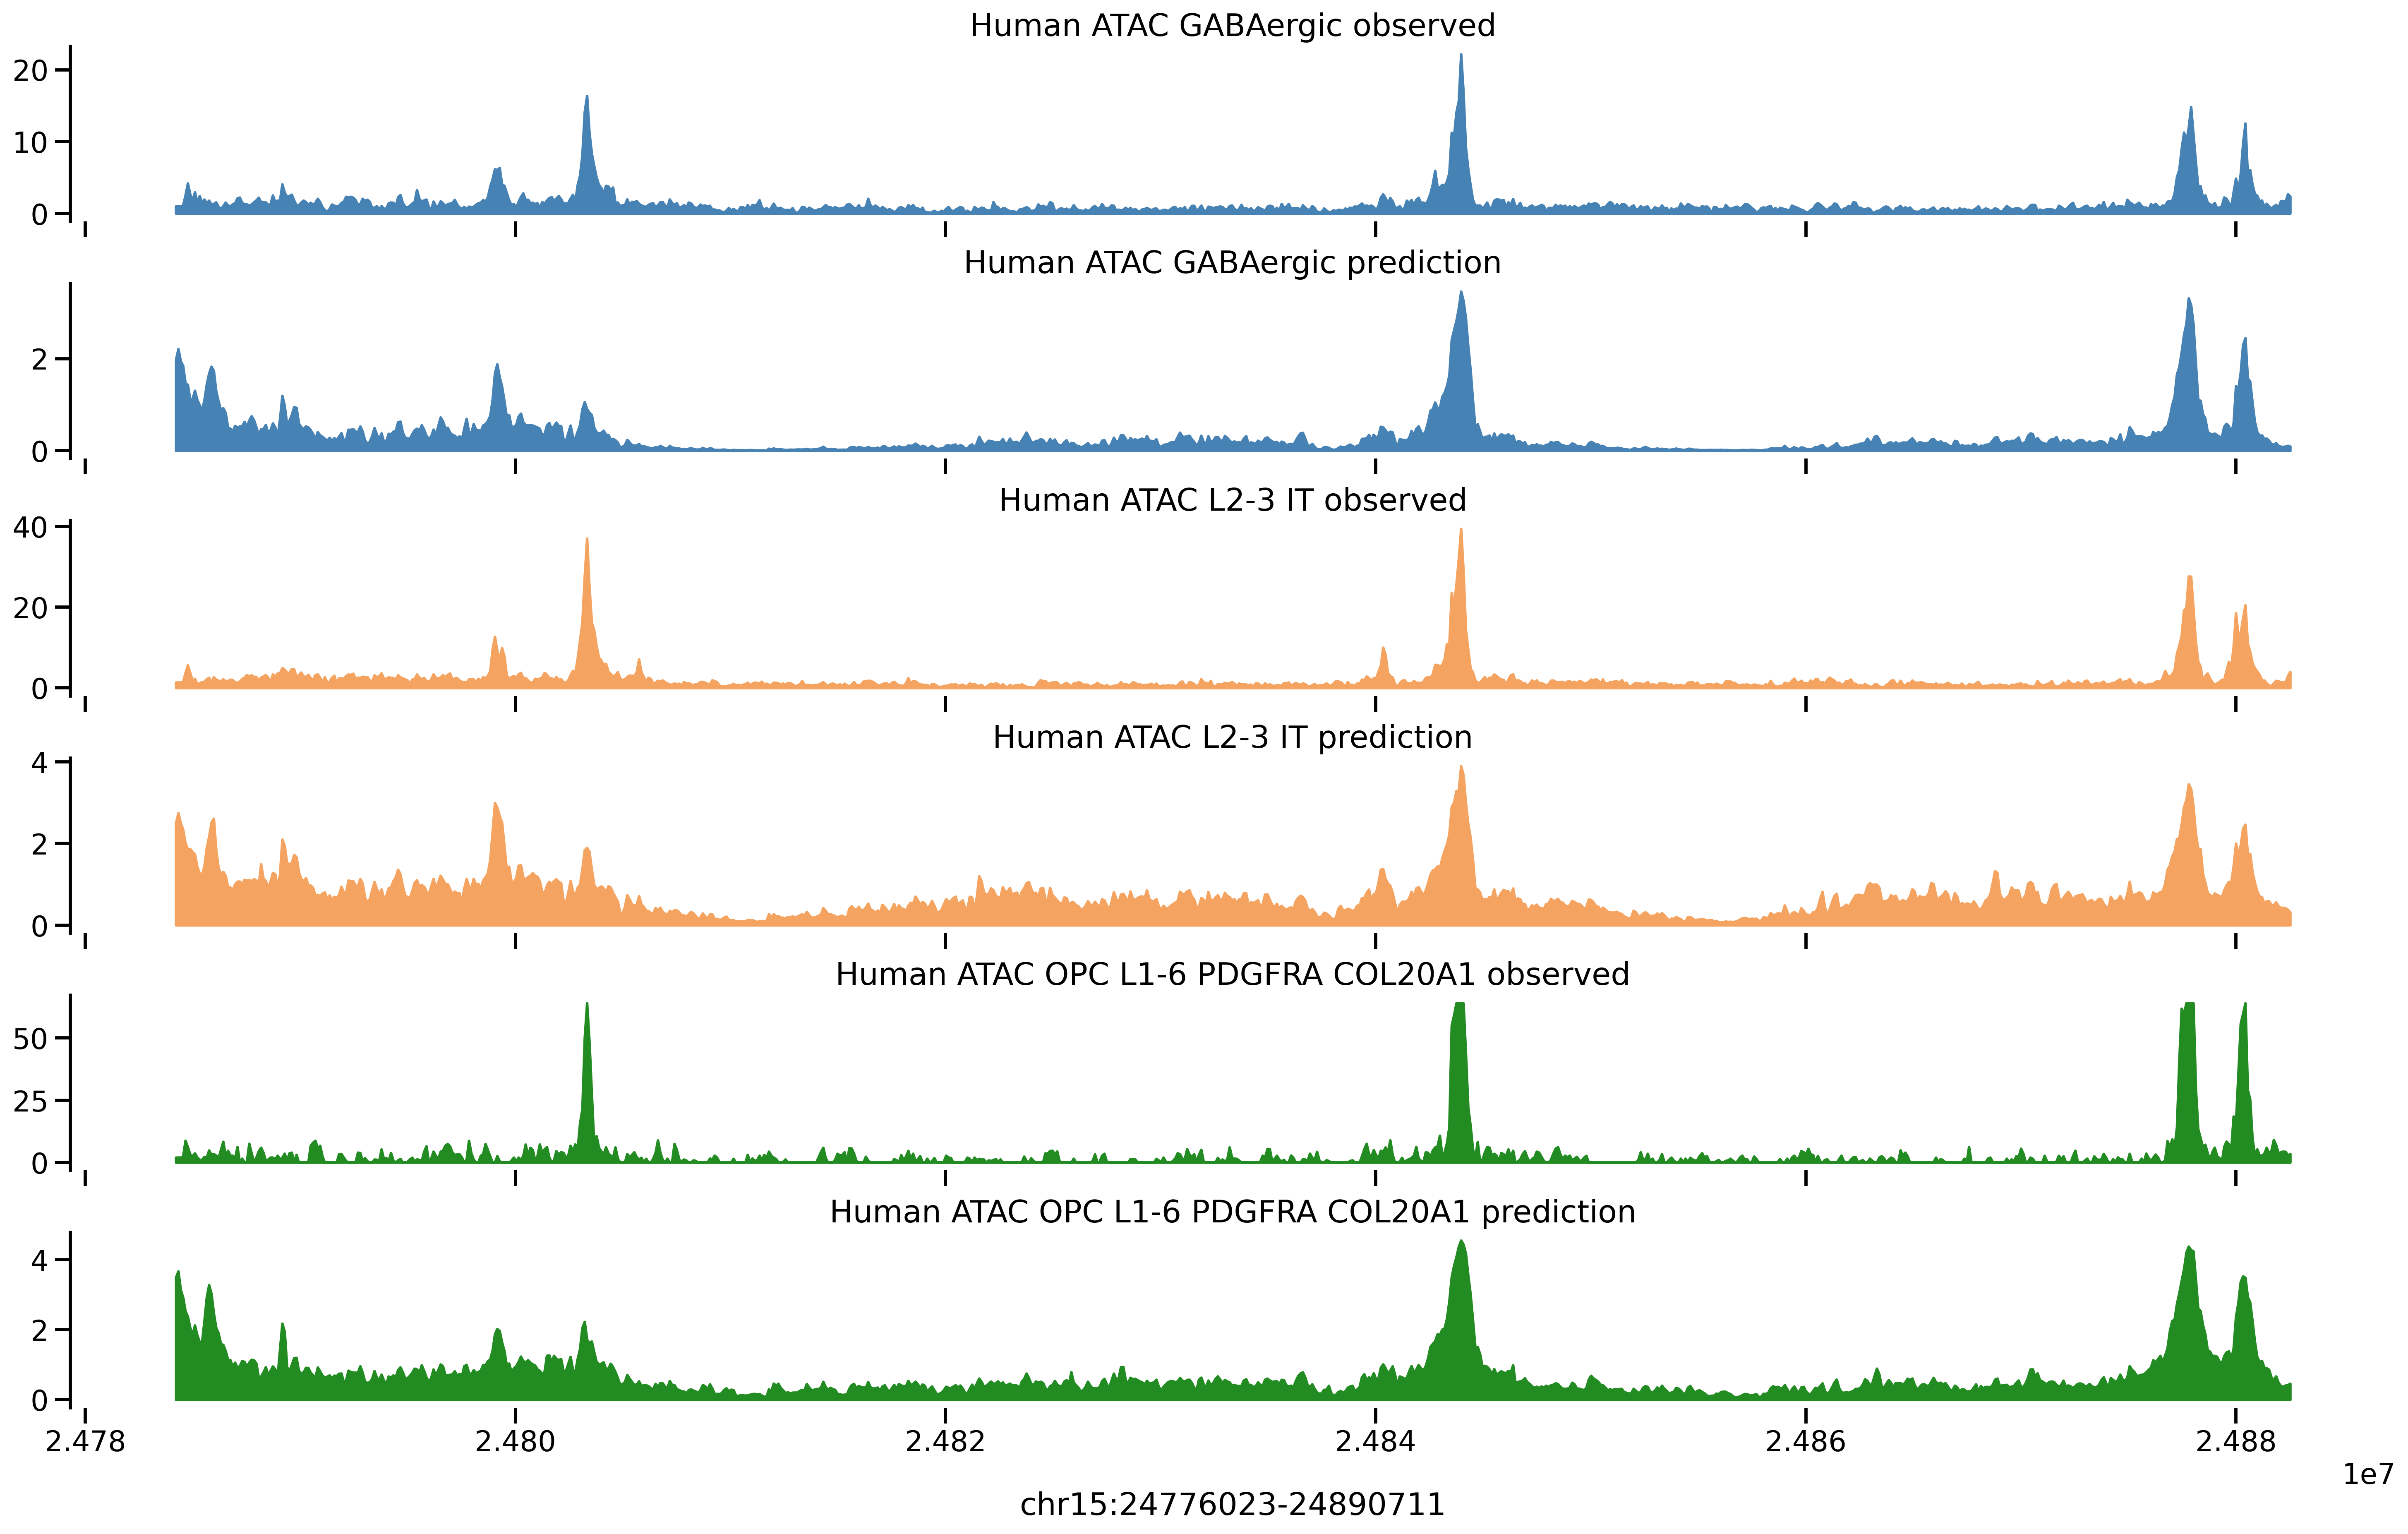 Human ATAC GABAergic observed
20
10
0
Human ATAC GABAergic prediction
2
0
Human ATAC L2-3 IT observed
40
20
0
Human ATAC L2-3 IT prediction
4
2
0
Human ATAC OPC L1-6 PDGFRA COL20A1 observed
50
25
0
Human ATAC OPC L1-6 PDGFRA COL20A1 prediction
4
2
0
2.478 2.480 2.482 2.484 2.486 2.488
1e7
chr15:24776023-24890711